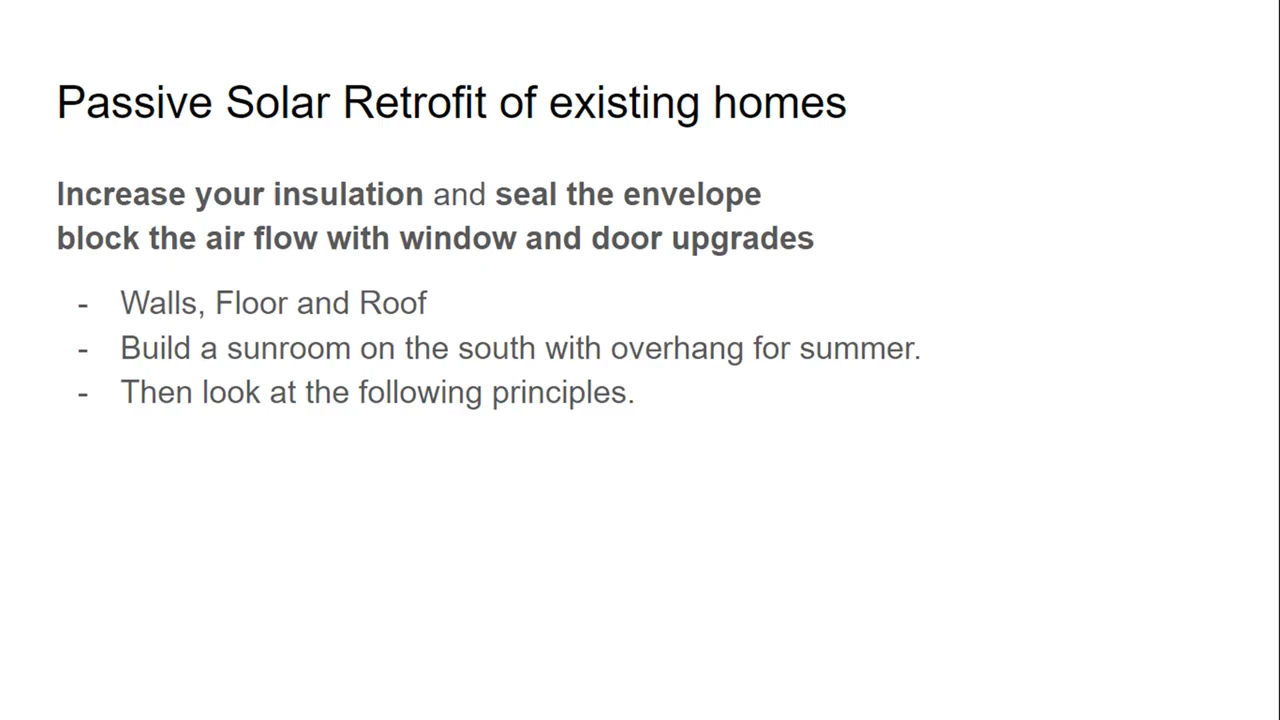 Passive Solar Retrofit of existing homes
Increase your insulation and seal the envelope
block the air flow with window and door upgrades
- Walls, Floor and Roof
- Build a sunroom on the south with overhang for summer.
- Then look at the following principles.